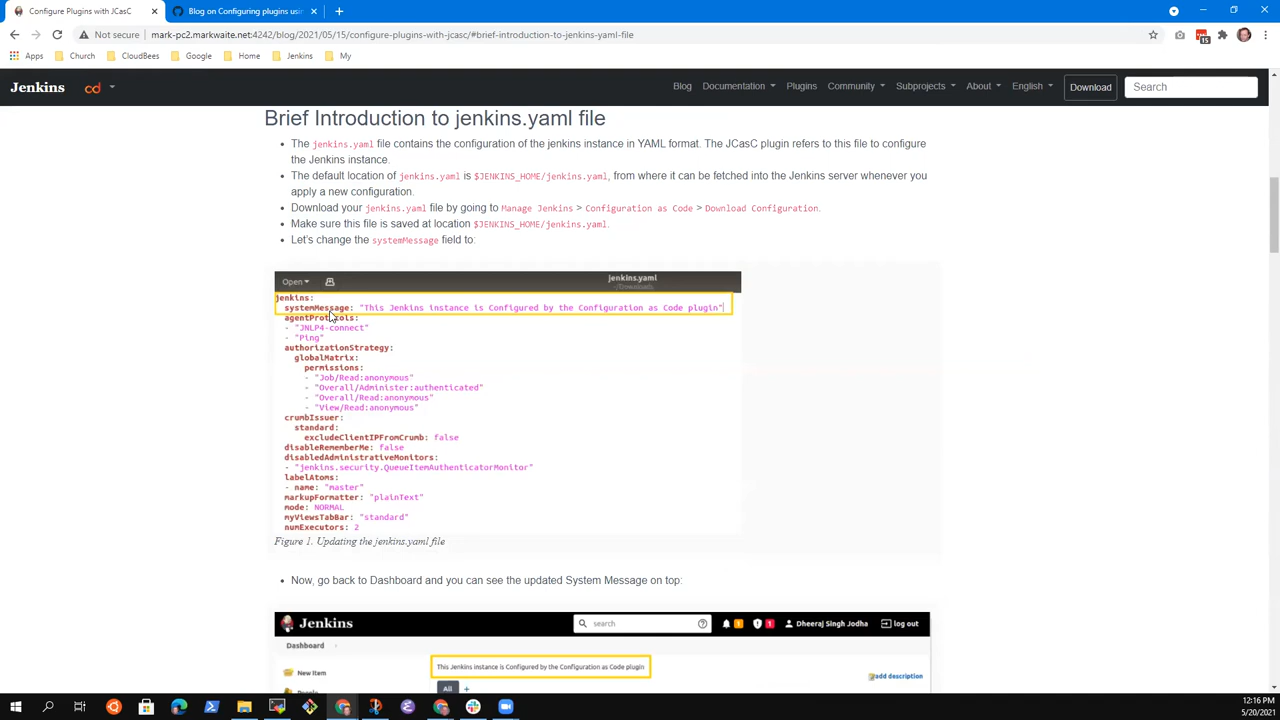 Configure Plugins with JCasC
Blog on Configuring Plugins using
Not secure
mark-pc2.markwaite.net:4242/blog/2021/05/15/configure-plugins-with-jcasc/#brief-introduction-to-jenkins-yaml-file
15
Apps Church CloudBees Google Home Jenkins My
Jenkins cd Blog Documentation Plugins Community Subprojects About English Download Search
Brief Introduction to jenkins.yaml file
The jenkins.yaml file contains the configuration of the jenkins instance in YAML format. The JCasC plugin refers to this file to configure
the Jenkins instance.
The default location of jenkins.yaml is $JENKINS_HOME/jenkins.yaml, from where it can be fetched into the Jenkins server whenever you
apply a new configuration.
Download your jenkins.yaml file by going to Manage Jenkins > Configuration as Code > Download Configuration.
Make sure this file is saved at location $JENKINS_HOME/jenkins.yaml.
Let's change the systemMessage field to:
Open jenkins.yaml
~/Downloads
jenkins:
systemMessage: "This Jenkins instance is Configured by the Configuration as Code plugin"
agentProtocols:
- "JNLP4-connect"
- "Ping"
authorizationStrategy:
globalMatrix:
permissions:
- "Job/Read:anonymous"
- "Overall/Administer:authenticated"
- "Overall/Read:anonymous"
- "View/Read:anonymous"
crumbIssuer:
standard:
excludeClientIPFromCrumb: false
disableRememberMe: false
disabledAdministrativeMonitors:
- "jenkins.security.QueueItemAuthenticatorMonitor"
labelAtoms:
- name: "master"
markupFormatter: "plainText"
mode: NORMAL
myViewsTabBar: "standard"
numExecutors: 2
Figure 1. Updating the jenkins.yaml file
Now, go back to Dashboard and you can see the updated System Message on top:
Jenkins search 1 1 Dheeraj Singh Jodha log out
Dashboard
This Jenkins instance is Configured by the Configuration as Code plugin
New Item
add description
All +
People
12:16 PM
5/20/2021